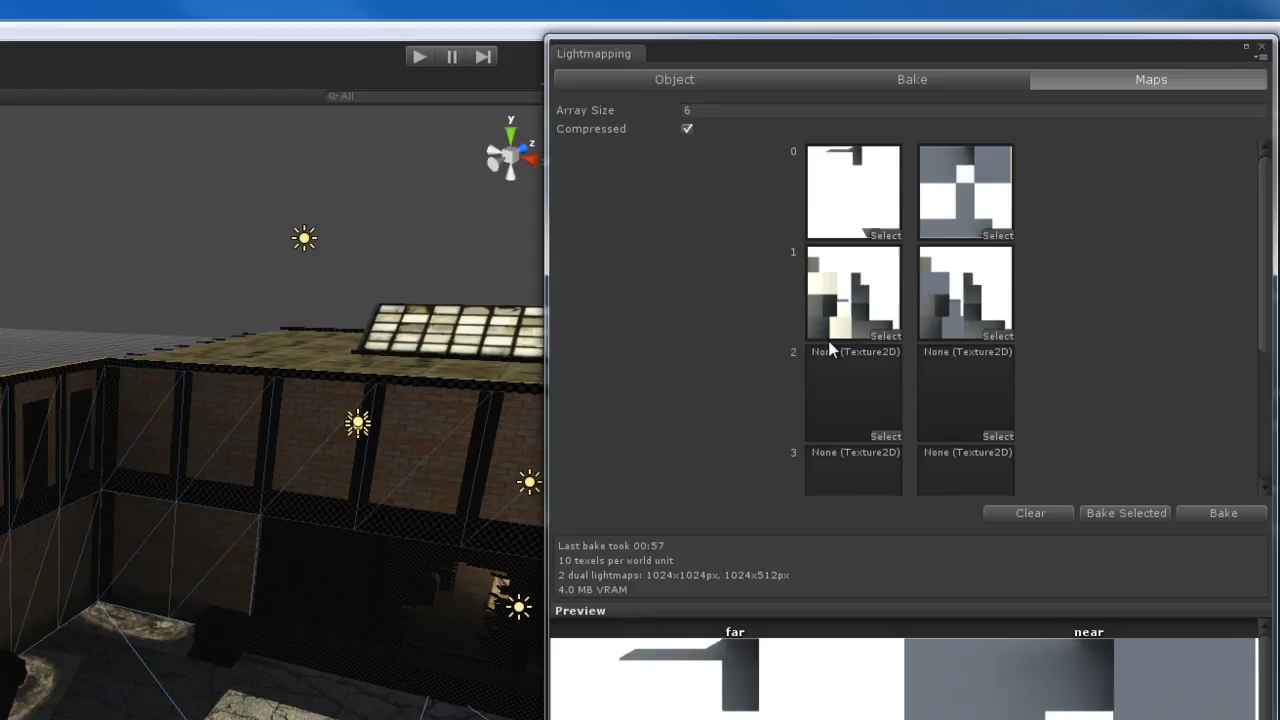 Lightmapping
Object Bake Maps
All
Array Size 6
Compressed
y
z
0
Select Select
1
Select Select
2 None (Texture2D) None (Texture2D)
Select Select
3 None (Texture2D) None (Texture2D)
Clear Bake Selected Bake
Last bake took 00:57
10 texels per world unit
2 dual lightmaps: 1024x1024px, 1024x512px
4.0 MB VRAM
Preview
far near